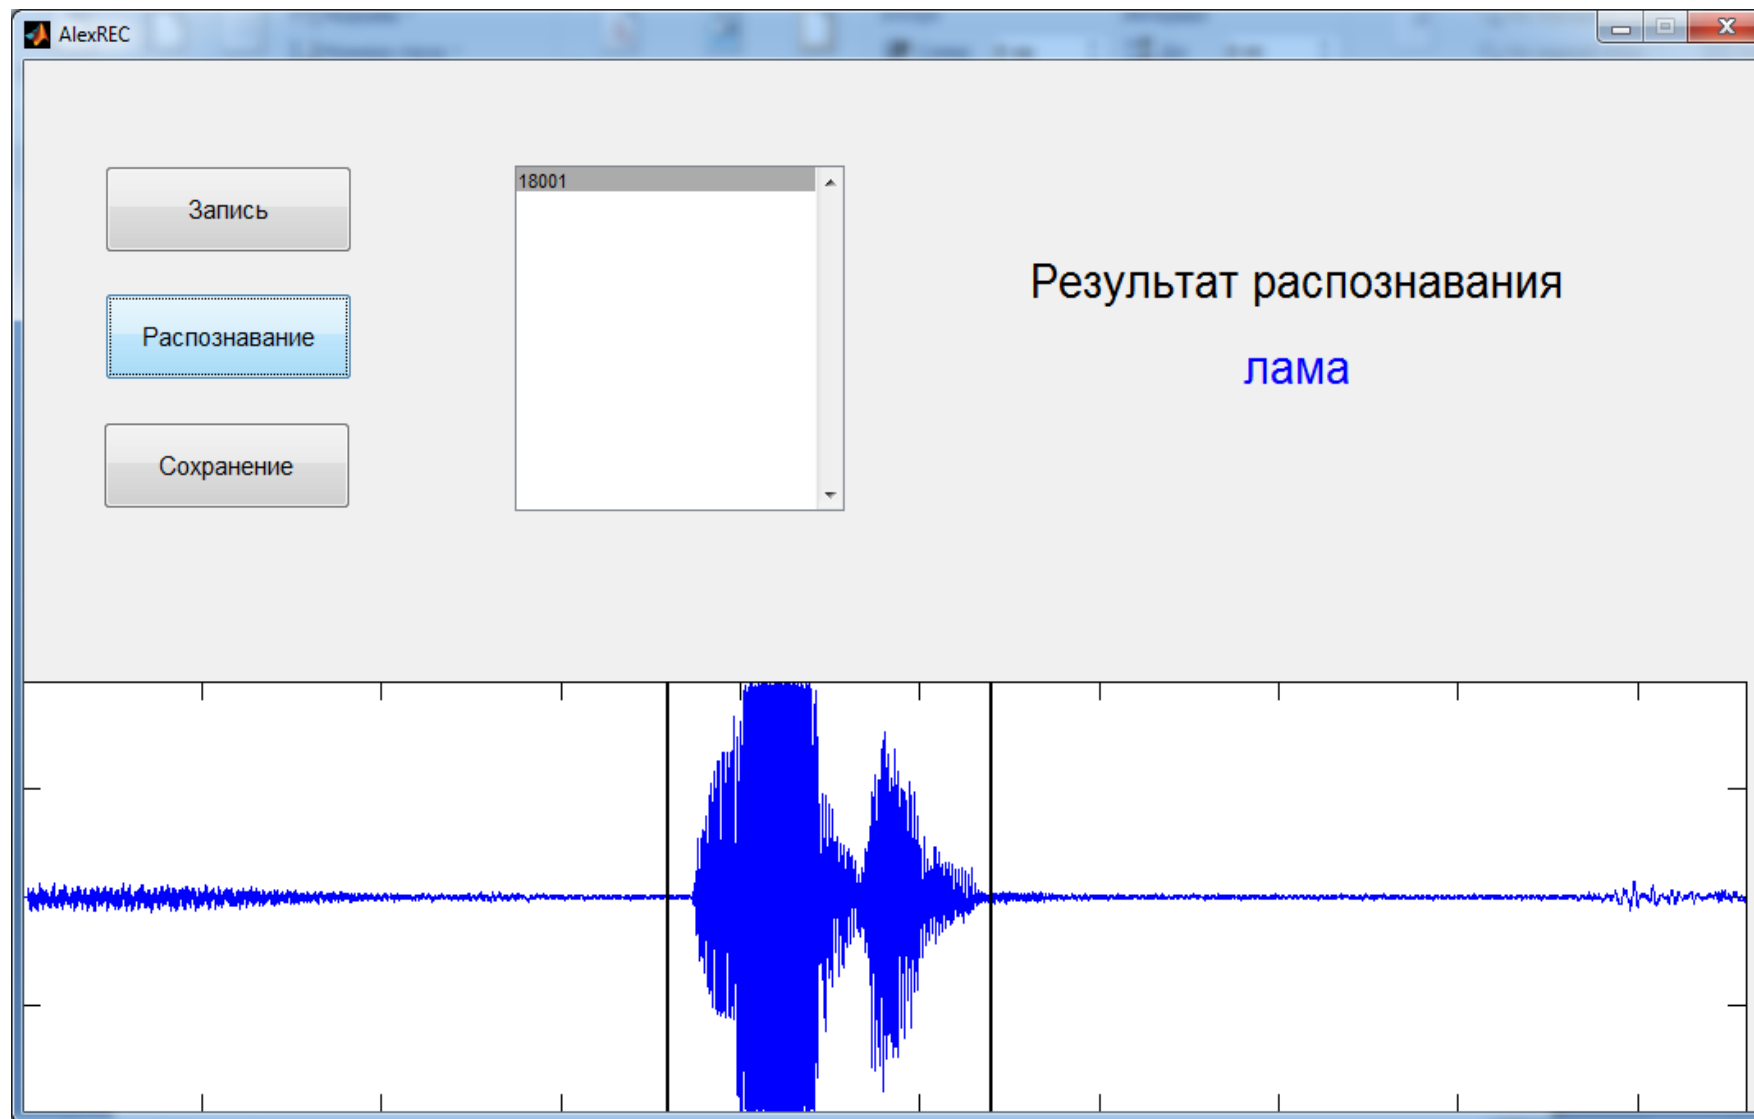 AlexREC
Запись
Распознавание
Сохранение
18001
Результат распознавания
лама